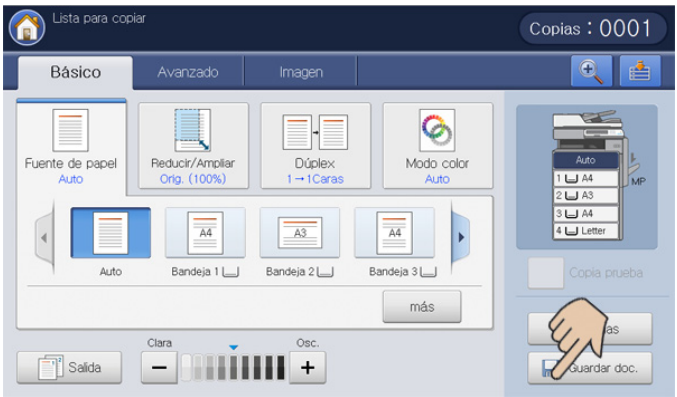 Lista para copiar
Copias : 0001
Básico
Avanzado
Imagen
Fuente de papel
Auto
Reducir/Ampliar
Orig. (100%)
Dúplex
1→1Caras
Modo color
Auto
A4
A3
A4
Auto
Bandeja 1
Bandeja 2
Bandeja 3
más
Auto
1 A4
2 A3
3 A4
4 Letter
MP
Copia prueba
Guardar doc.
Salida
Clara
Osc.